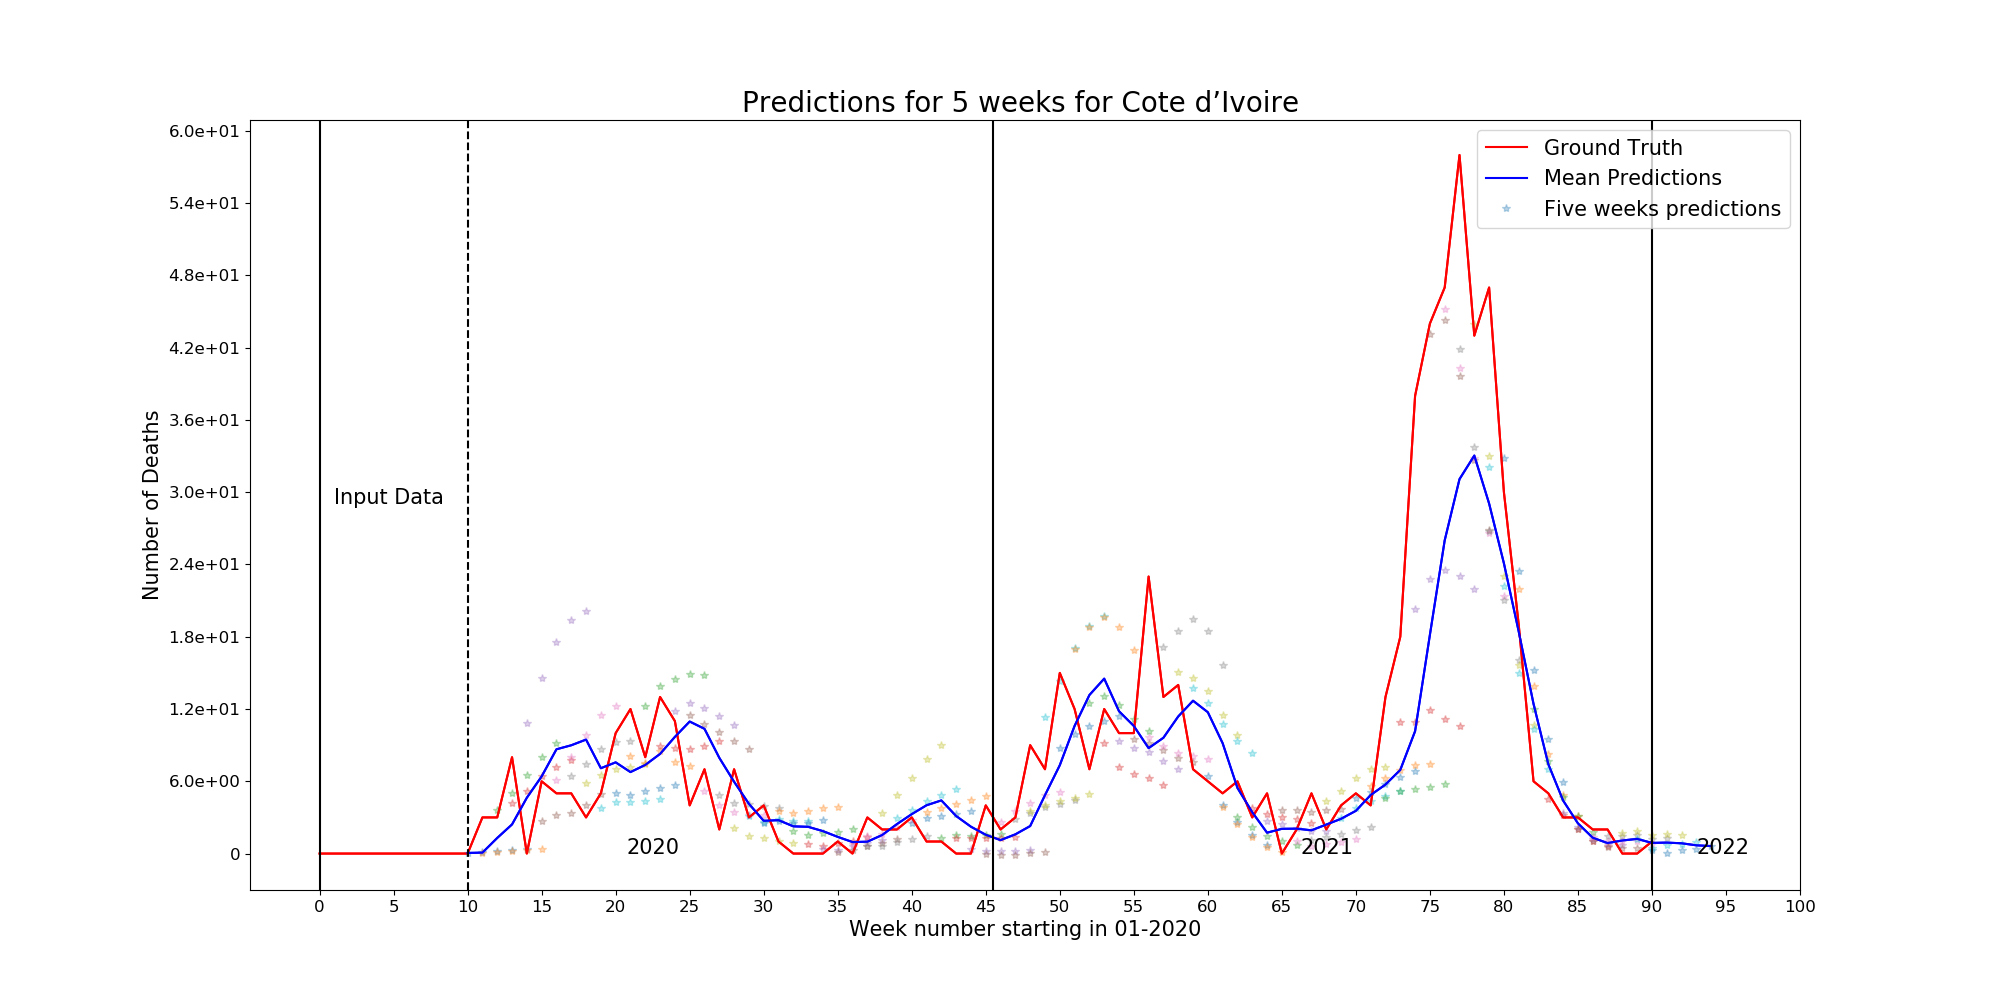 Predictions for 5 weeks for Cote d’Ivoire
6.0e+01
5.4e+01
4.8e+01
4.2e+01
3.6e+01
3.0e+01
2.4e+01
1.8e+01
1.2e+01
6.0e+00
0
Number of Deaths
Ground Truth
Mean Predictions
Five weeks predictions
Input Data
2020
2021
2022
0 5 10 15 20 25 30 35 40 45 50 55 60 65 70 75 80 85 90 95 100
Week number starting in 01-2020